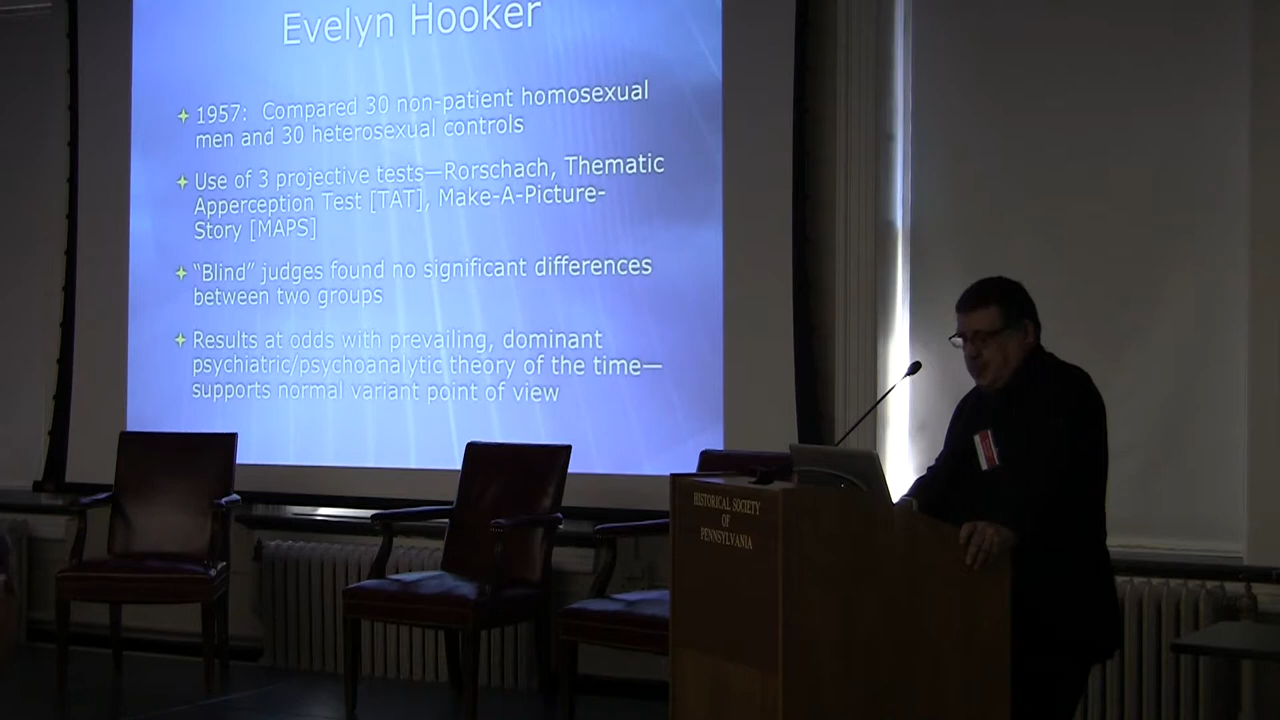 Evelyn Hooker
1957: Compared 30 non-patient homosexual
men and 30 heterosexual controls
Use of 3 projective tests—Rorschach, Thematic
Apperception Test [TAT], Make-A-Picture-
Story [MAPS]
“Blind” judges found no significant differences
between two groups
Results at odds with prevailing, dominant
psychiatric/psychoanalytic theory of the time—
supports normal variant point of view
HISTORICAL SOCIETY
OF
PENNSYLVANIA